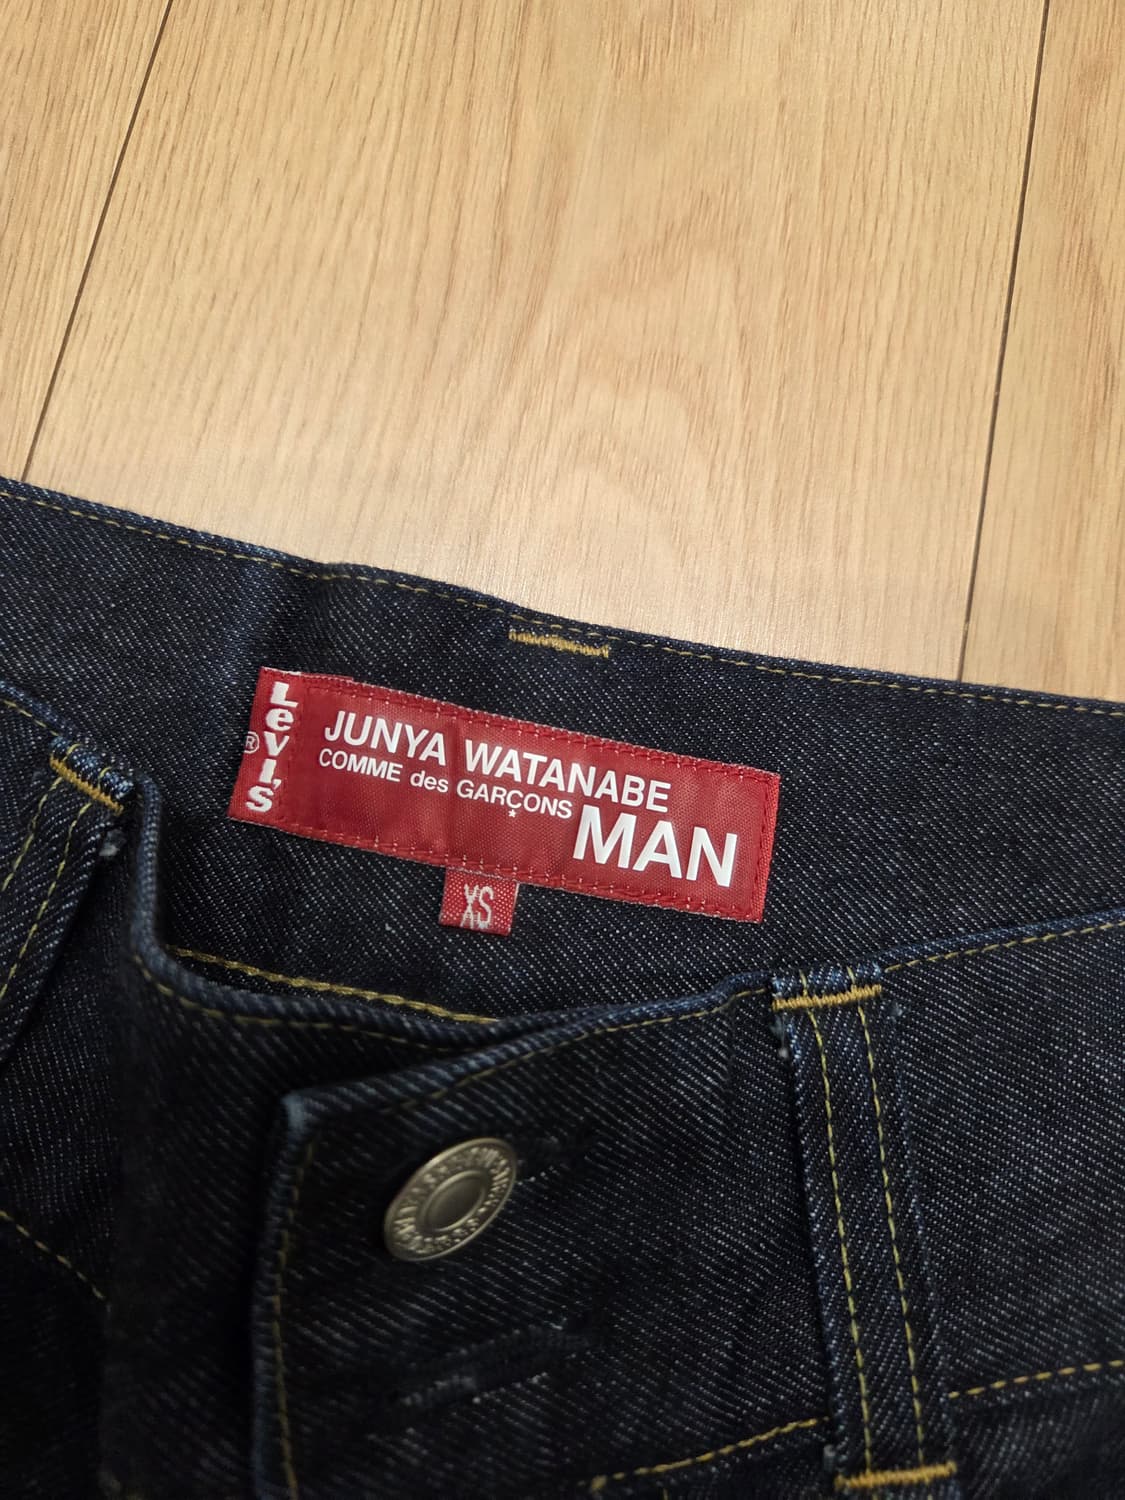 Levi's
®
JUNYA WATANABE
COMME des GARÇONS
MAN
XS